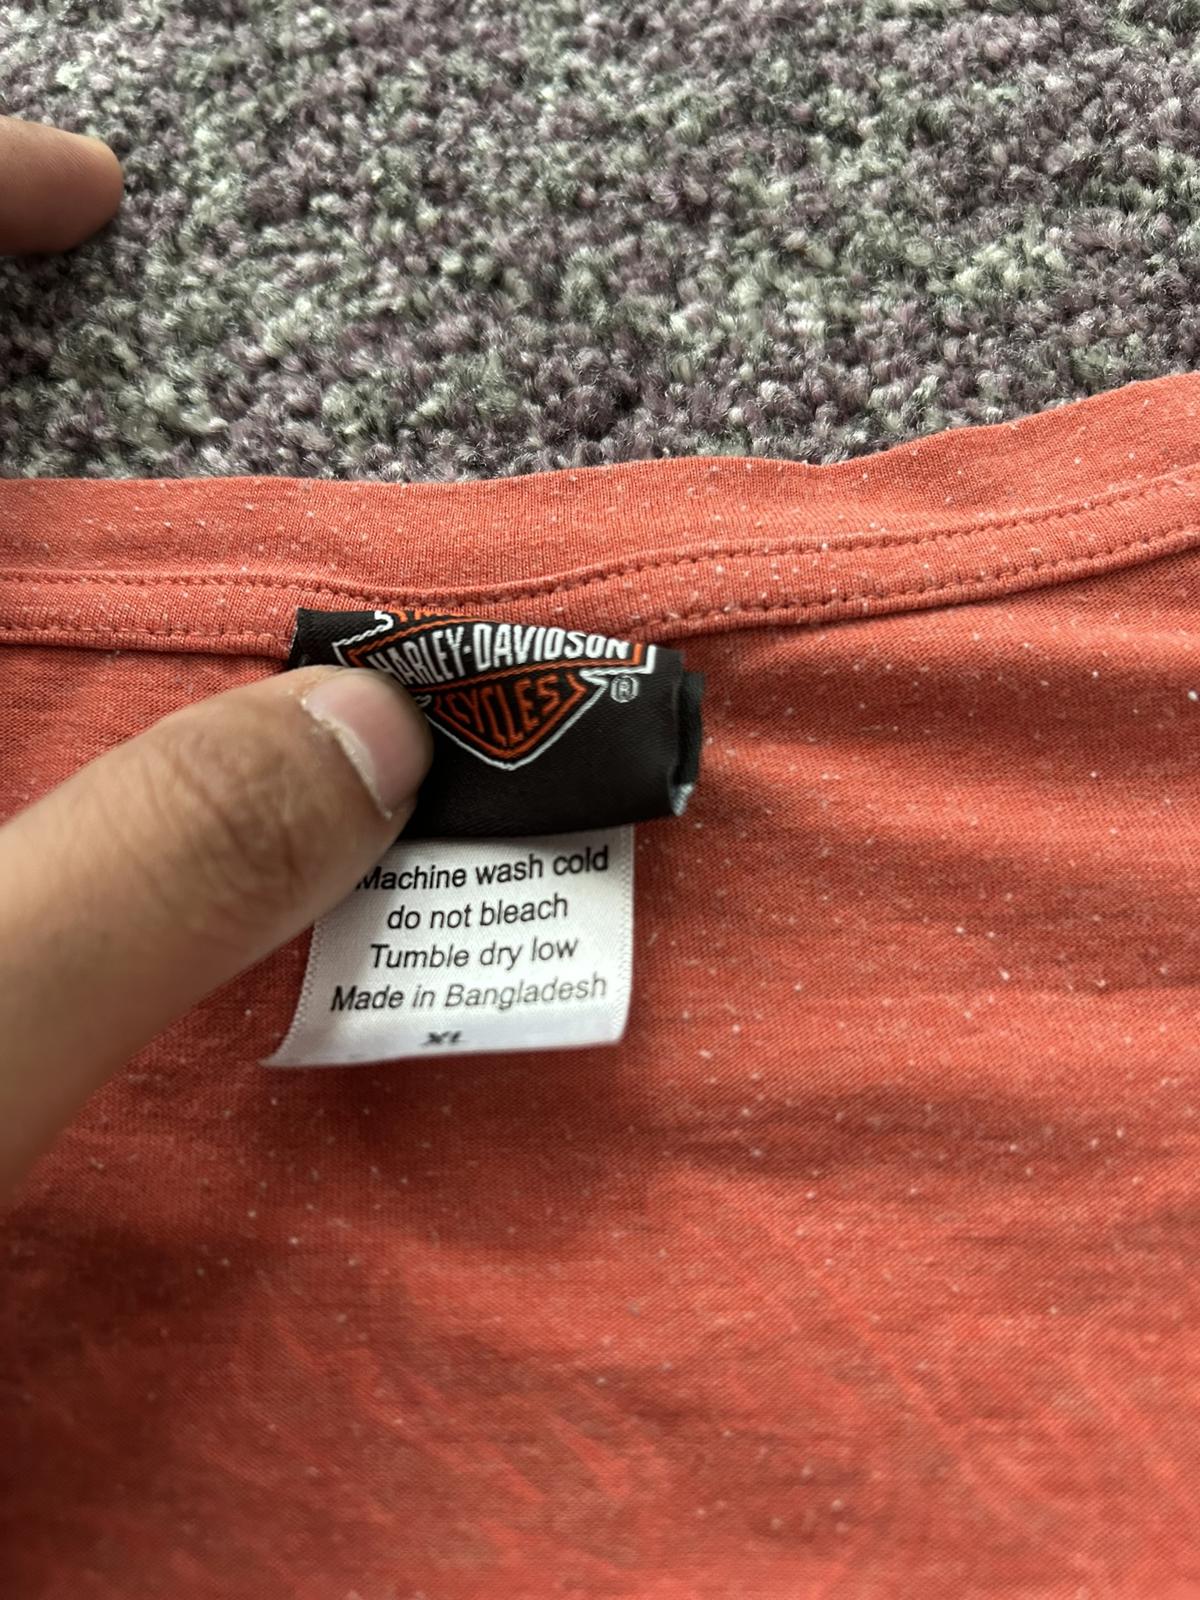 HARLEY-DAVIDSON
CYCLES
®
Machine wash cold
do not bleach
Tumble dry low
Made in Bangladesh
XL